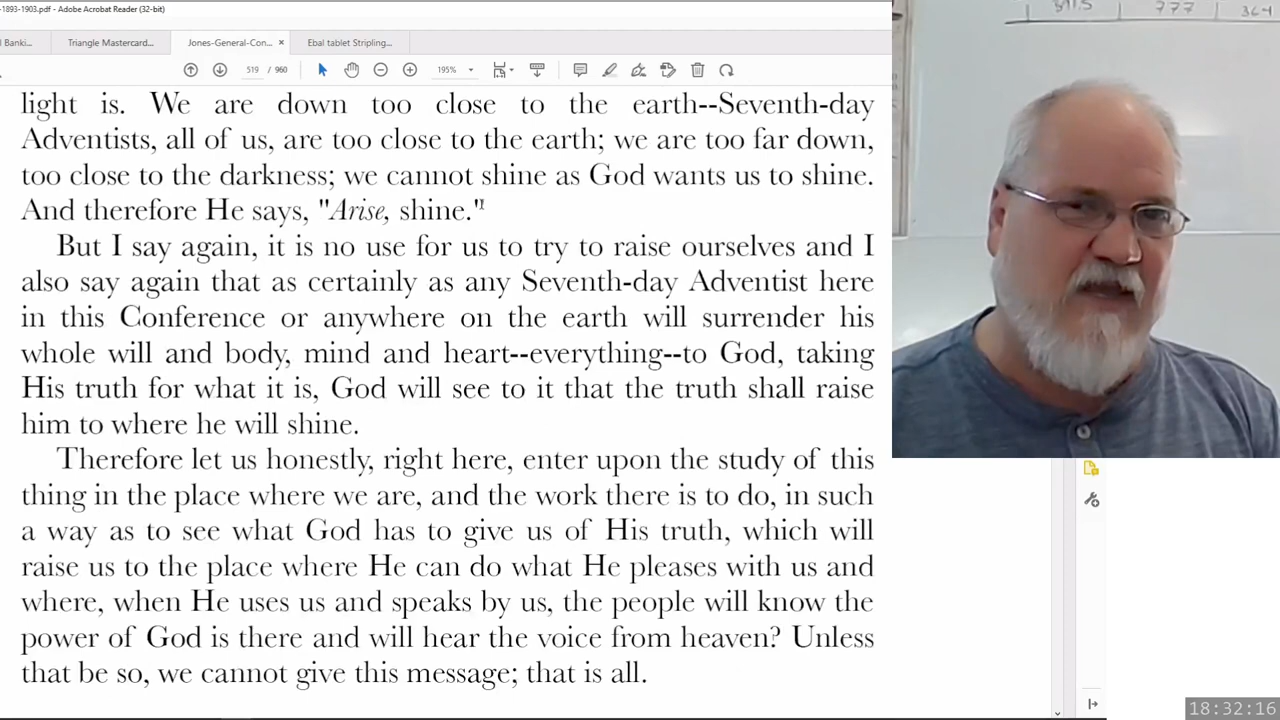 -1893-1903.pdf - Adobe Acrobat Reader (32-bit)
l Banki...
Triangle Mastercard...
Jones-General-Con...
Ebal tablet Stripling...
519 / 960
195%
light is. We are down too close to the earth--Seventh-day
Adventists, all of us, are too close to the earth; we are too far down,
too close to the darkness; we cannot shine as God wants us to shine.
And therefore He says, "Arise, shine."
But I say again, it is no use for us to try to raise ourselves and I
also say again that as certainly as any Seventh-day Adventist here
in this Conference or anywhere on the earth will surrender his
whole will and body, mind and heart--everything--to God, taking
His truth for what it is, God will see to it that the truth shall raise
him to where he will shine.
Therefore let us honestly, right here, enter upon the study of this
thing in the place where we are, and the work there is to do, in such
a way as to see what God has to give us of His truth, which will
raise us to the place where He can do what He pleases with us and
where, when He uses us and speaks by us, the people will know the
power of God is there and will hear the voice from heaven? Unless
that be so, we cannot give this message; that is all.
777
364
18:32:16